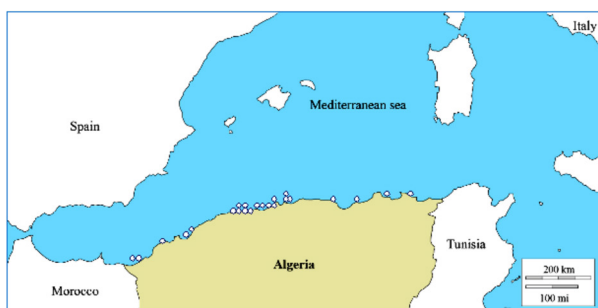 Italy
Mediterranean sea
Spain
Tunisia
Algeria
200 km
Morocco
100 mi